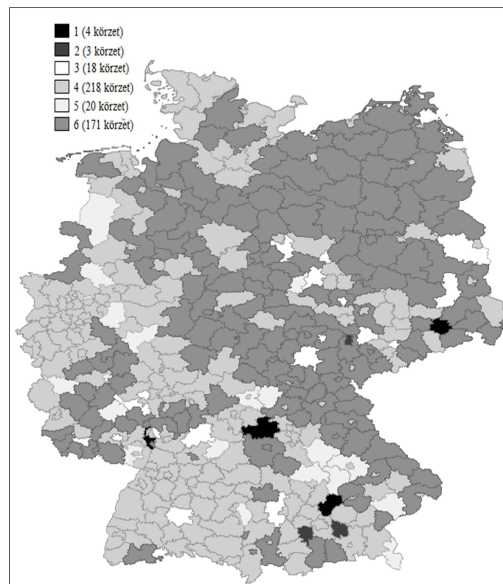 1 (4 körzet)
2 (3 körzet)
3 (18 körzet)
4 (218 körzet)
5 (20 körzet)
6 (171 körzet)